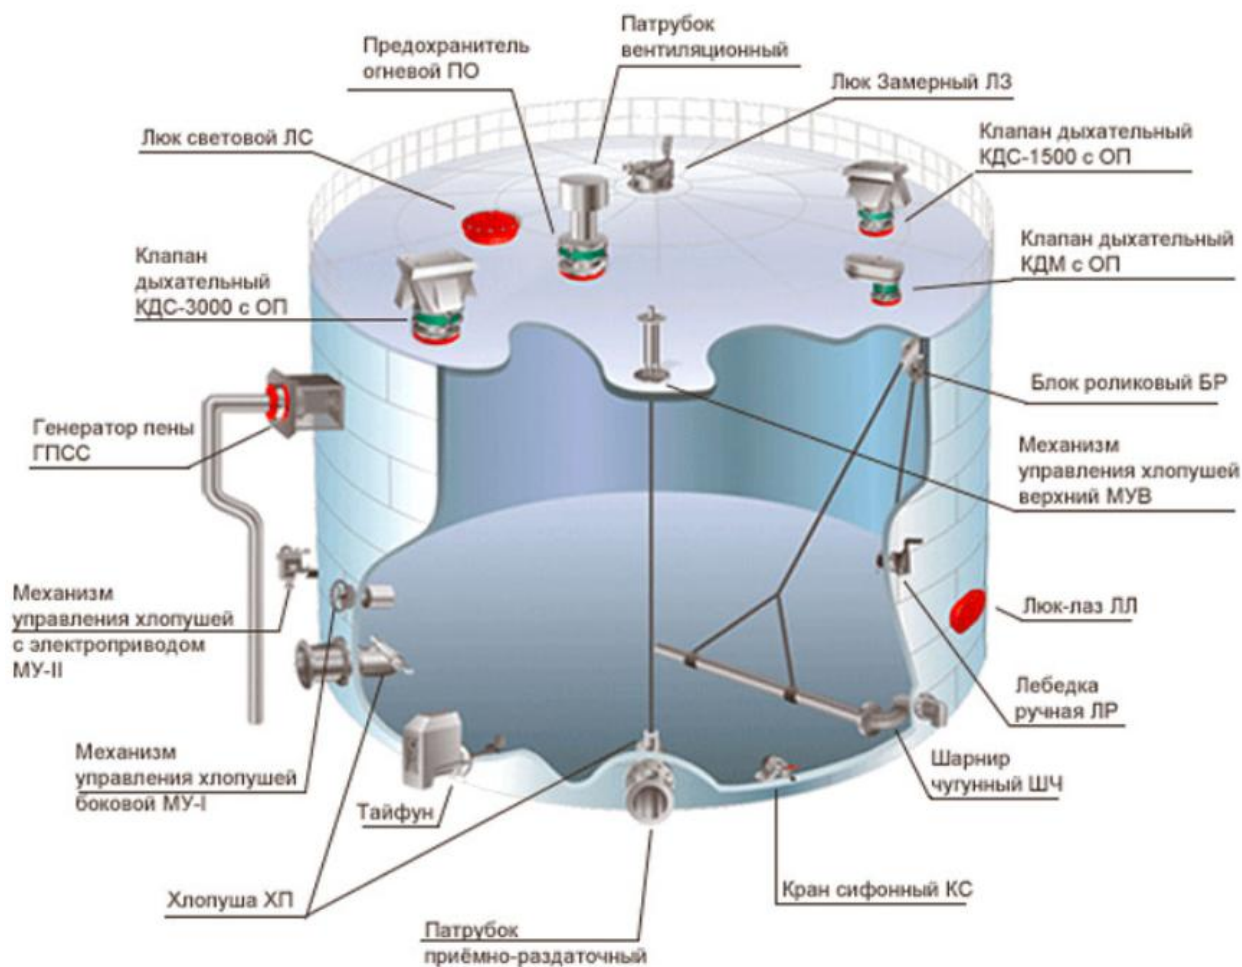 Патрубок
вентиляционный
Предохранитель
огневой ПО
Люк Замерный ЛЗ
Люк световой ЛС
Клапан дыхательный
КДС-1500 с ОП
Клапан
дыхательный
КДС-3000 с ОП
Клапан дыхательный
КДМ с ОП
Блок роликовый БР
Генератор пены
ГПСС
Механизм
управления хлопушей
верхний МУВ
Механизм
управления хлопушей
с электроприводом
МУ-II
Люк-лаз ЛЛ
Лебедка
ручная ЛР
Механизм
управления хлопушей
боковой МУ-I
Шарнир
чугунный ШЧ
Тайфун
Хлопуша ХП
Кран сифонный КС
Патрубок
приёмно-раздаточный